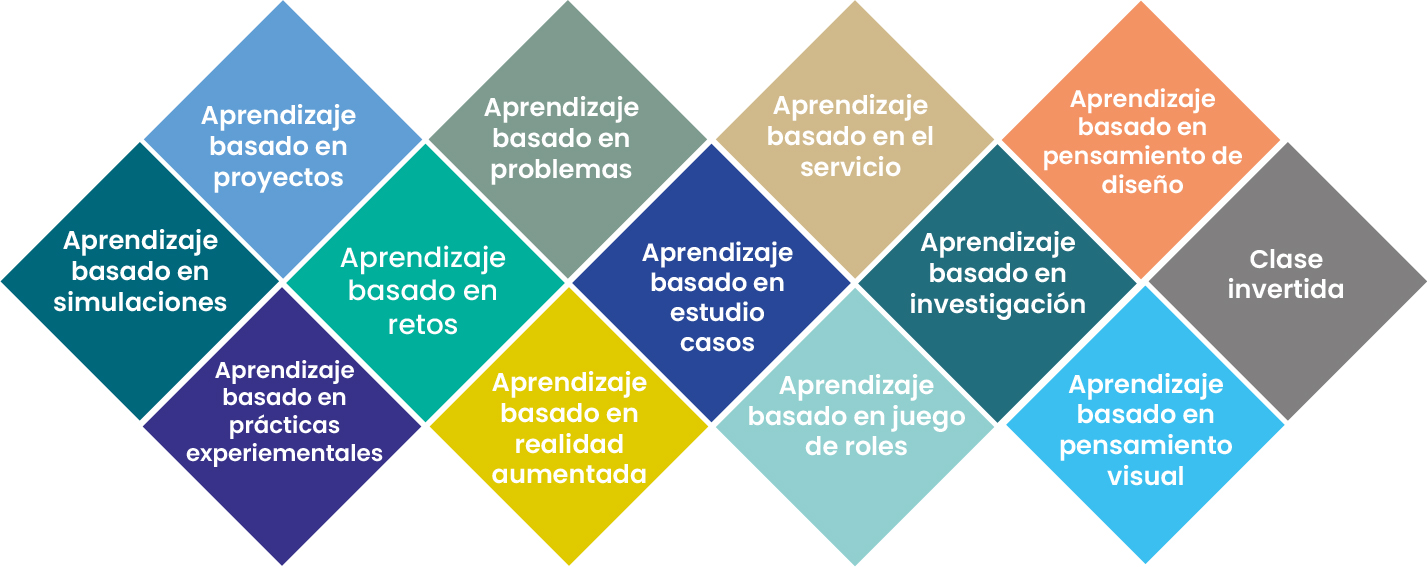 Aprendizaje
basado en
proyectos
Aprendizaje
basado en
problemas
Aprendizaje
basado en el
servicio
Aprendizaje
basado en
pensamiento de
diseño
Aprendizaje
basado en
simulaciones
Aprendizaje
basado en
retos
Aprendizaje
basado en
estudio
casos
Aprendizaje
basado en
investigación
Clase
invertida
Aprendizaje
basado en
prácticas
experiementales
Aprendizaje
basado en
realidad
aumentada
Aprendizaje
basado en juego
de roles
Aprendizaje
basado en
pensamiento
visual